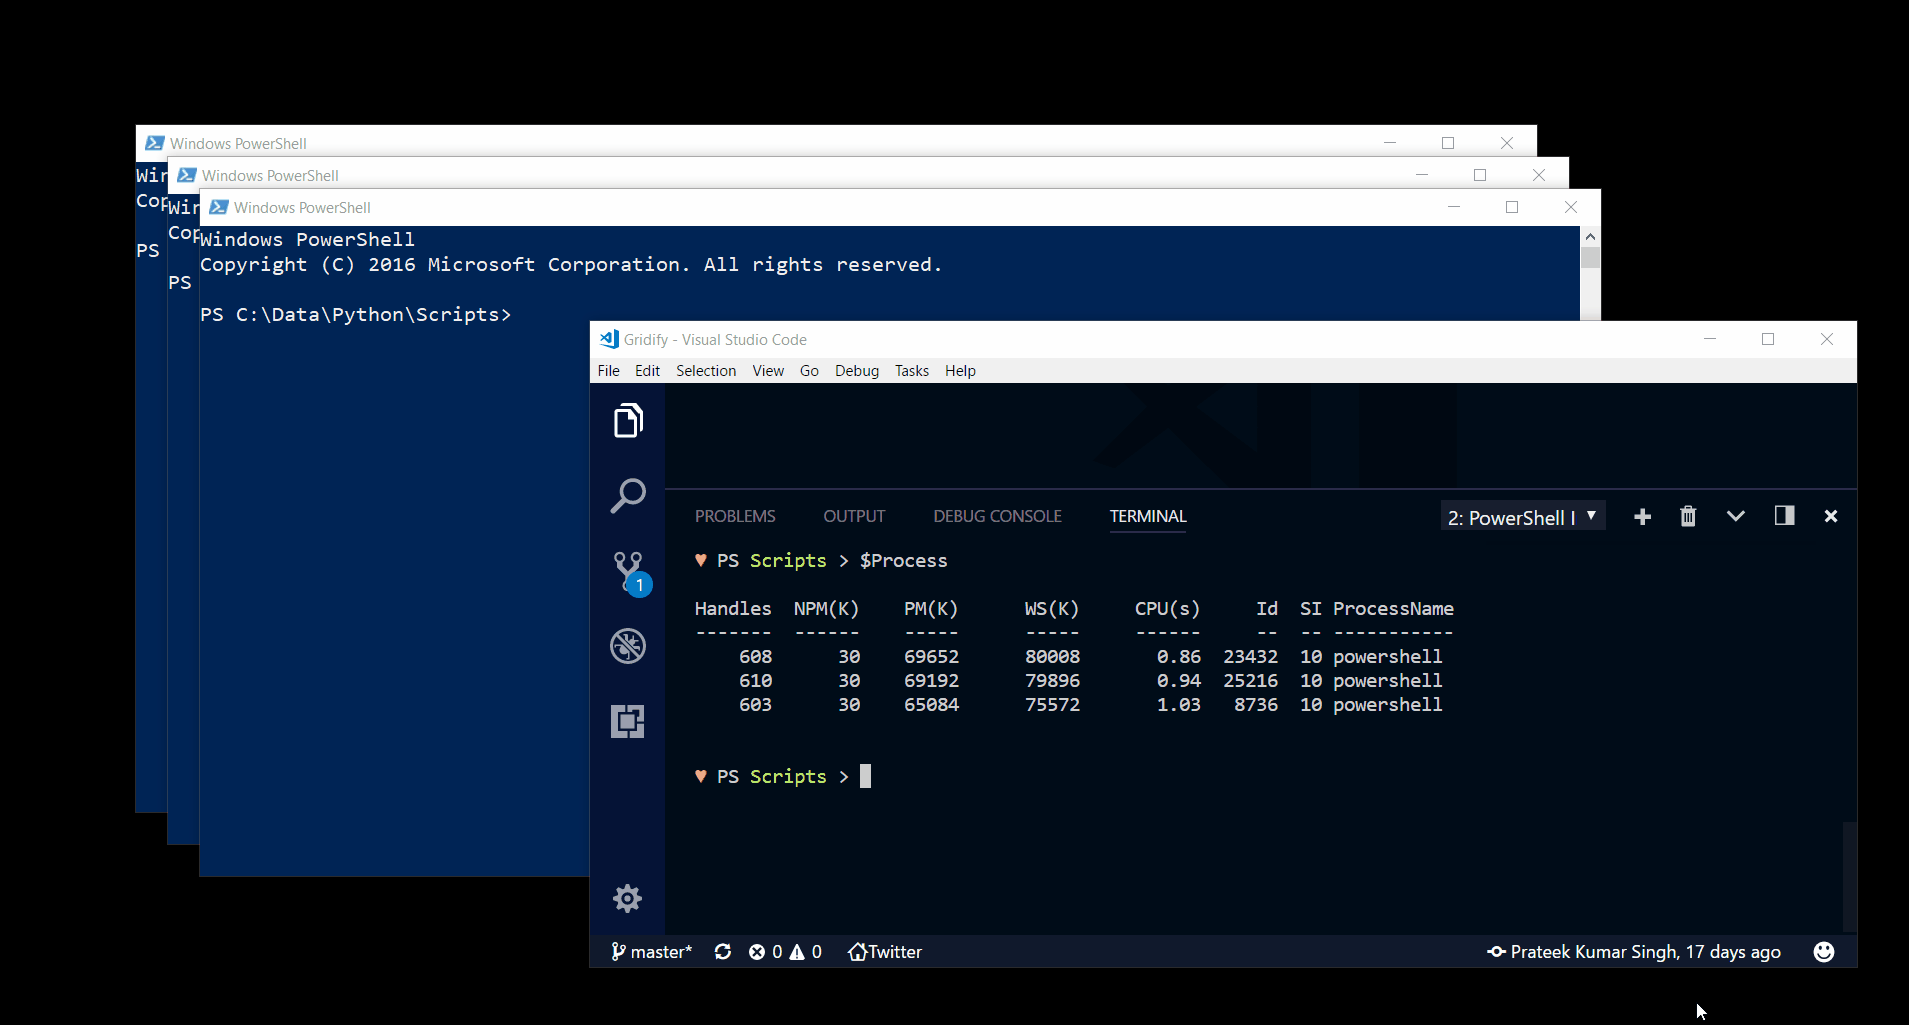 Windows PowerShell
Wir
Cop
PS
Windows PowerShell
Wir
Cop
PS
Windows PowerShell
Windows PowerShell
Copyright (C) 2016 Microsoft Corporation. All rights reserved.
PS C:\Data\Python\Scripts>
Gridify - Visual Studio Code
File Edit Selection View Go Debug Tasks Help
1
PROBLEMS OUTPUT DEBUG CONSOLE TERMINAL 2: PowerShell I
♥ PS Scripts > $Process
Handles NPM(K) PM(K) WS(K) CPU(s) Id SI ProcessName
------- ------ ----- ----- ------ -- -- -----------
608 30 69652 80008 0.86 23432 10 powershell
610 30 69192 79896 0.94 25216 10 powershell
603 30 65084 75572 1.03 8736 10 powershell
♥ PS Scripts >
master* 0 0 Twitter Prateek Kumar Singh, 17 days ago